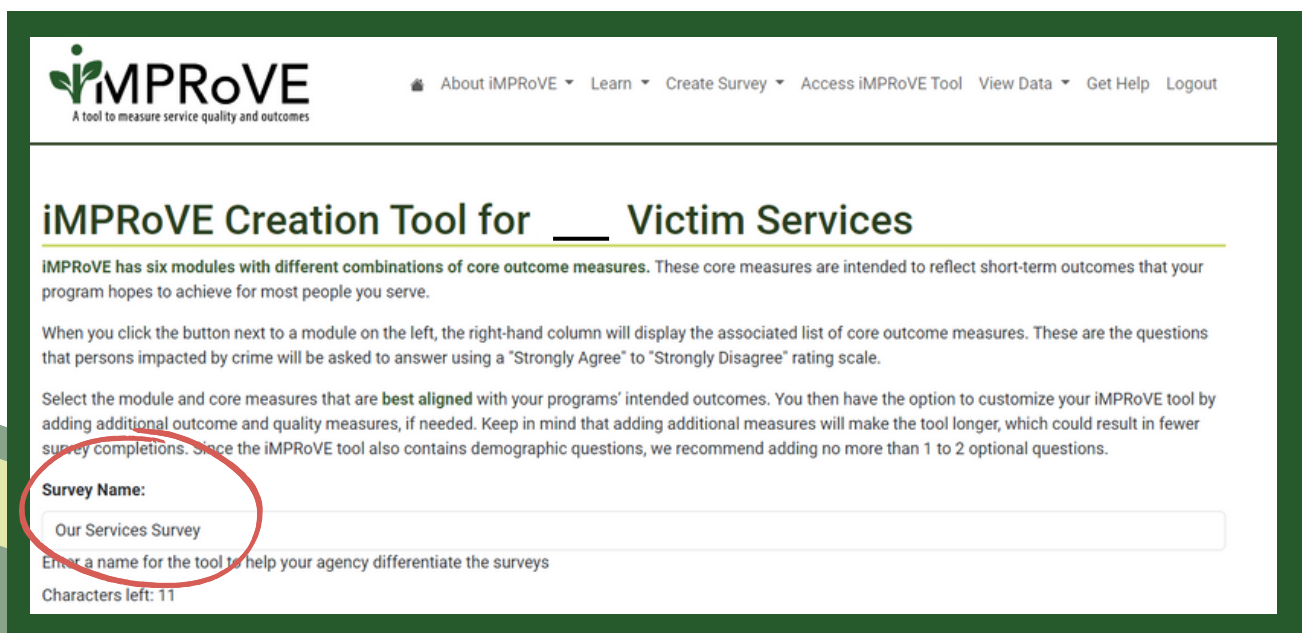 iMPRoVE
A tool to measure service quality and outcomes
About iMPRoVE Learn Create Survey Access iMPRoVE Tool View Data Get Help Logout
iMPRoVE Creation Tool for ___ Victim Services
iMPRoVE has six modules with different combinations of core outcome measures. These core measures are intended to reflect short-term outcomes that your
program hopes to achieve for most people you serve.
When you click the button next to a module on the left, the right-hand column will display the associated list of core outcome measures. These are the questions
that persons impacted by crime will be asked to answer using a "Strongly Agree" to "Strongly Disagree" rating scale.
Select the module and core measures that are best aligned with your programs' intended outcomes. You then have the option to customize your iMPRoVE tool by
adding additional outcome and quality measures, if needed. Keep in mind that adding additional measures will make the tool longer, which could result in fewer
survey completions. Since the iMPRoVE tool also contains demographic questions, we recommend adding no more than 1 to 2 optional questions.
Survey Name:
Our Services Survey
Enter a name for the tool to help your agency differentiate the surveys
Characters left: 11